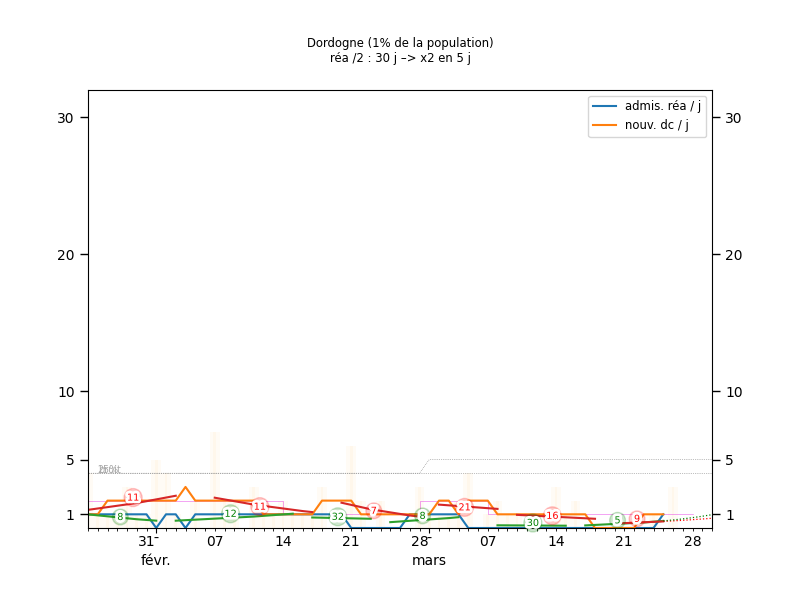 Dordogne (1% de la population)
réa /2 : 30 j –> x2 en 5 j
admis. réa / j
nouv. dc / j
30 30
20 20
10 10
5 5
1 1
11 8 12 11 32 7 8 21 30 16 5 9
31- 07 14 21 28- 07 14 21 28
févr. mars